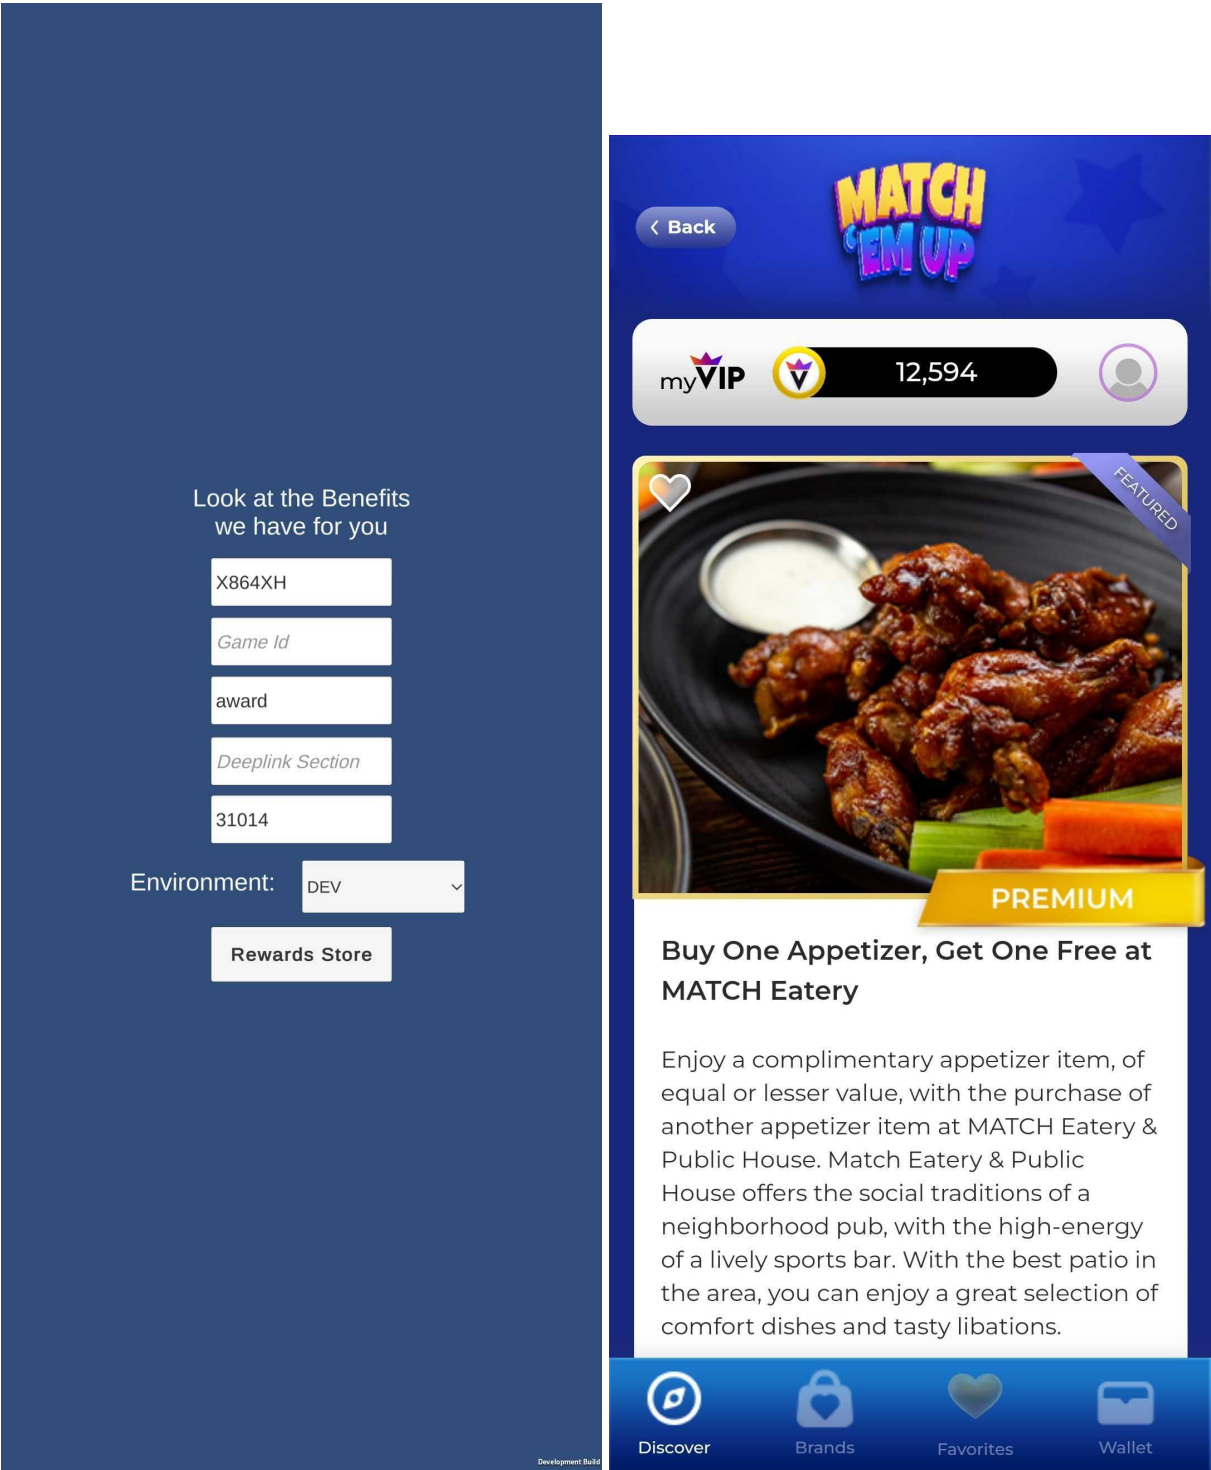 Look at the Benefits
we have for you
X864XH
Game Id
award
Deeplink Section
31014
Environment:
DEV
Rewards Store
Development Build
Back
MATCH
'EM UP
myVIP
12,594
FEATURED
PREMIUM
Buy One Appetizer, Get One Free at
MATCH Eatery
Enjoy a complimentary appetizer item, of
equal or lesser value, with the purchase of
another appetizer item at MATCH Eatery &
Public House. Match Eatery & Public
House offers the social traditions of a
neighborhood pub, with the high-energy
of a lively sports bar. With the best patio in
the area, you can enjoy a great selection of
comfort dishes and tasty libations.
Discover
Brands
Favorites
Wallet